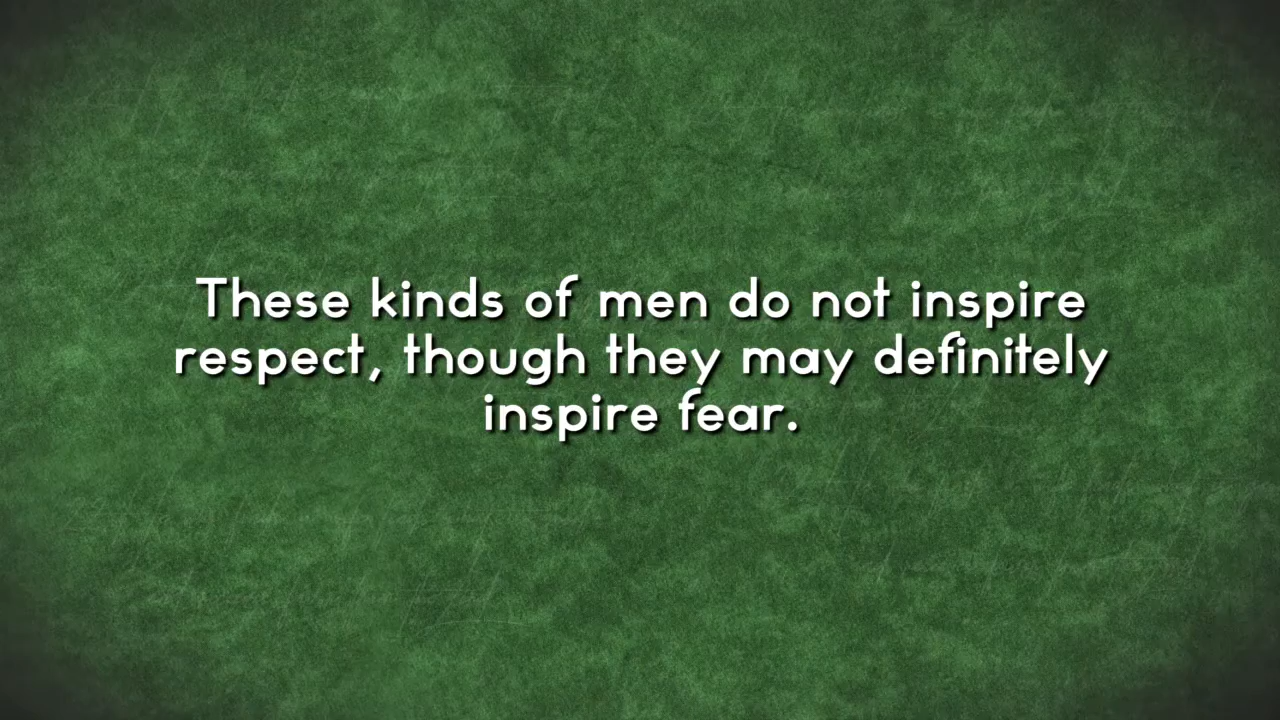 These kinds of men do not inspire
respect, though they may definitely
inspire fear.